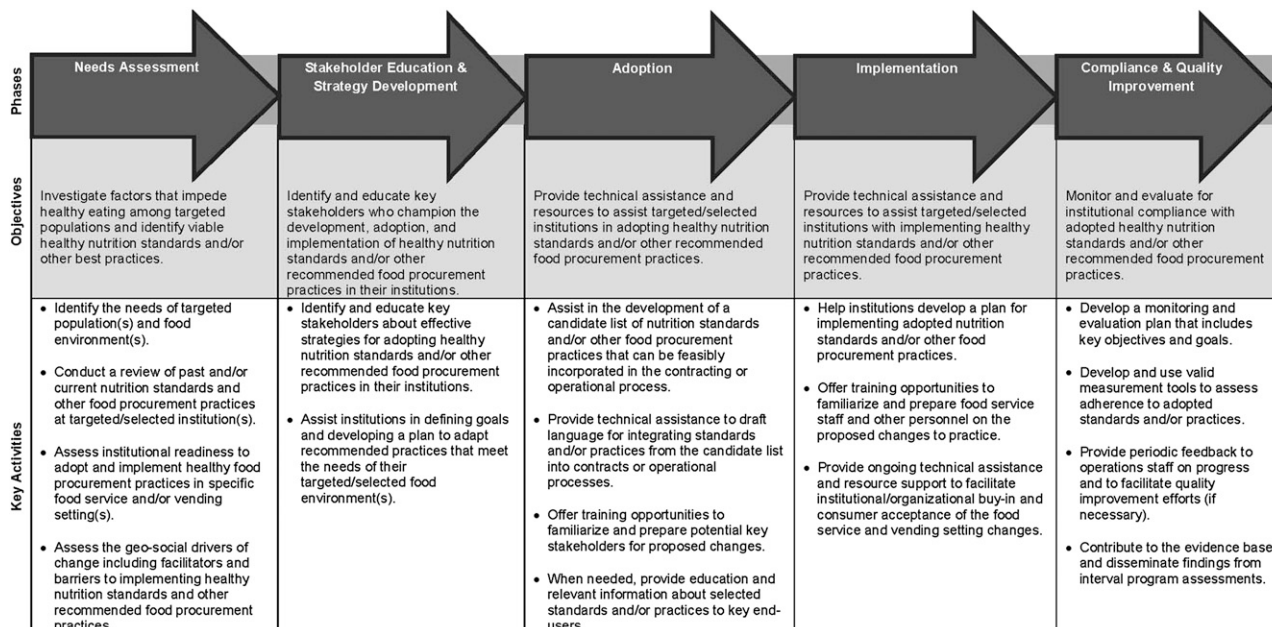 Phases
Needs Assessment
Stakeholder Education &
Strategy Development
Adoption
Implementation
Compliance & Quality
Improvement
Objectives
Investigate factors that impede
healthy eating among targeted
populations and identify viable
healthy nutrition standards and/or
other best practices.
Identify and educate key
stakeholders who champion the
development, adoption, and
implementation of healthy nutrition
standards and/or other
recommended food procurement
practices in their institutions.
Provide technical assistance and
resources to assist targeted/selected
institutions in adopting healthy nutrition
standards and/or other recommended
food procurement practices.
Provide technical assistance and
resources to assist targeted/selected
institutions with implementing healthy
nutrition standards and/or other
recommended food procurement
practices.
Monitor and evaluate for
institutional compliance with
adopted healthy nutrition
standards and/or other
recommended food procurement
practices.
Key Activities
• Identify the needs of targeted
population(s) and food
environment(s).
• Conduct a review of past and/or
current nutrition standards and
other food procurement practices
at targeted/selected institution(s).
• Assess institutional readiness to
adopt and implement healthy food
procurement practices in specific
food service and/or vending
setting(s).
• Assess the geo-social drivers of
change including facilitators and
barriers to implementing healthy
nutrition standards and other
recommended food procurement
practices.
• Identify and educate key
stakeholders about effective
strategies for adopting healthy
nutrition standards and/or other
recommended food procurement
practices in their institutions.
• Assist institutions in defining goals
and developing a plan to adapt
recommended practices that meet
the needs of their
targeted/selected food
environment(s).
• Assist in the development of a
candidate list of nutrition standards
and/or other food procurement
practices that can be feasibly
incorporated in the contracting or
operational process.
• Provide technical assistance to draft
language for integrating standards
and/or practices from the candidate list
into contracts or operational
processes.
• Offer training opportunities to
familiarize and prepare potential key
stakeholders for proposed changes.
• When needed, provide education and
relevant information about selected
standards and/or practices to key end-
users.
• Help institutions develop a plan for
implementing adopted nutrition
standards and/or other food
procurement practices.
• Offer training opportunities to
familiarize and prepare food service
staff and other personnel on the
proposed changes to practice.
• Provide ongoing technical assistance
and resource support to facilitate
institutional/organizational buy-in and
consumer acceptance of the food
service and vending setting changes.
• Develop a monitoring and
evaluation plan that includes
key objectives and goals.
• Develop and use valid
measurement tools to assess
adherence to adopted
standards and/or practices.
• Provide periodic feedback to
operations staff on progress
and to facilitate quality
improvement efforts (if
necessary).
• Contribute to the evidence base
and disseminate findings from
interval program assessments.